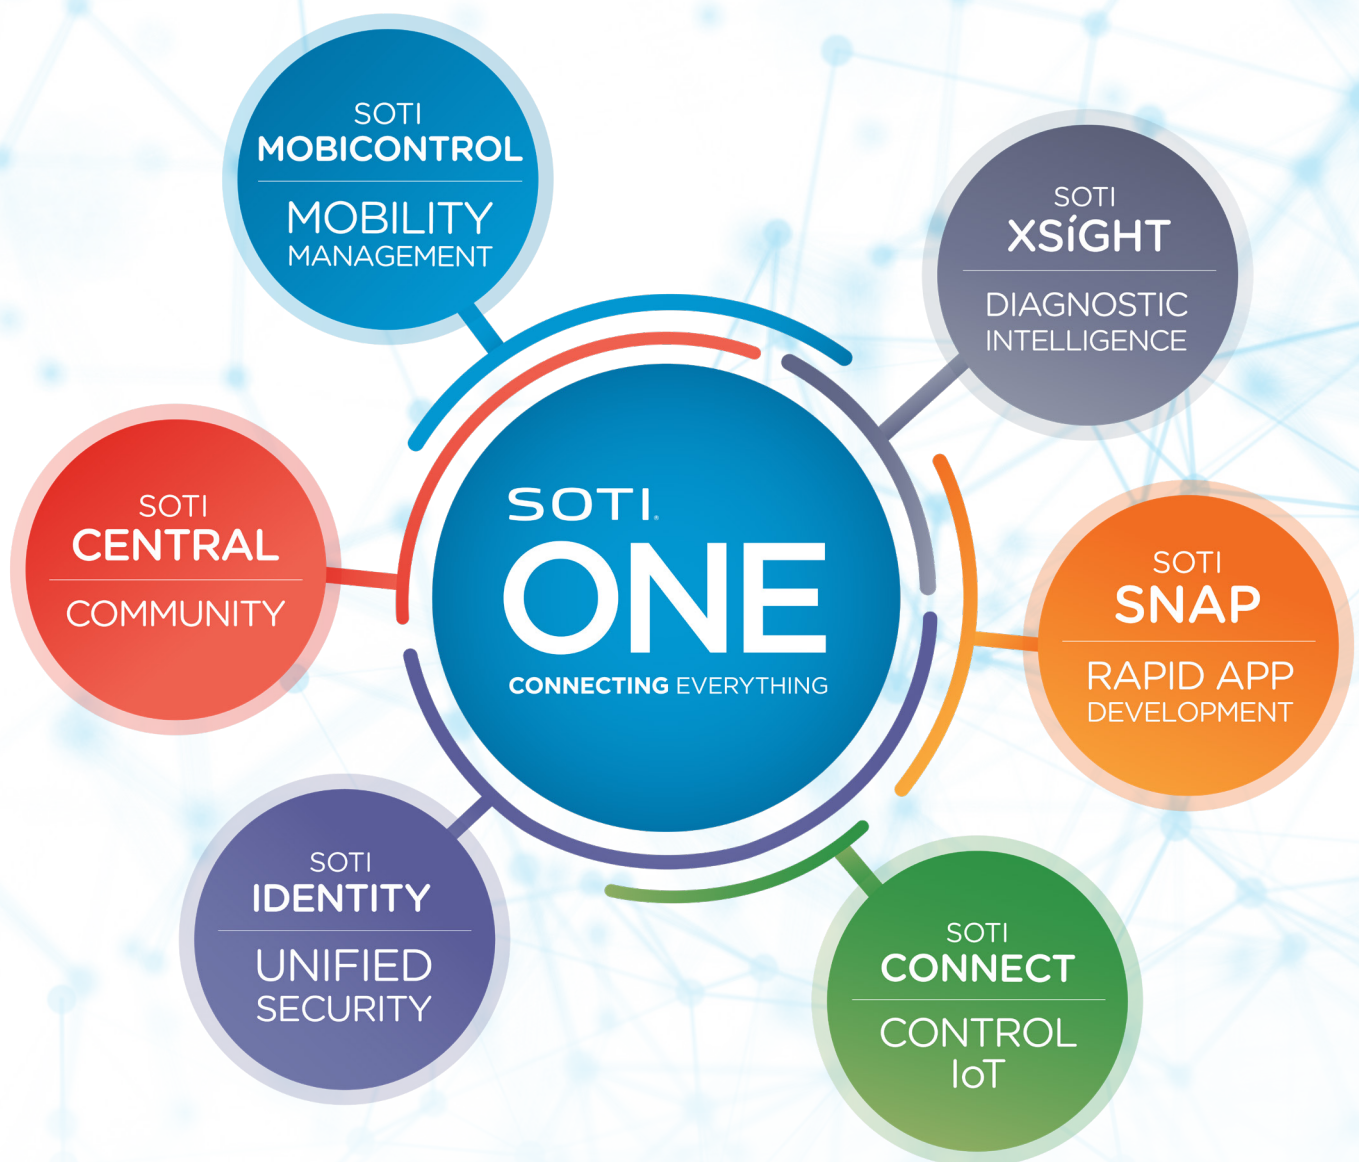 SOTI
MOBICONTROL
MOBILITY
MANAGEMENT
SOTI
XSíGHT
DIAGNOSTIC
INTELLIGENCE
SOTI
CENTRAL
COMMUNITY
SOTI.
ONE
CONNECTING EVERYTHING
SOTI
SNAP
RAPID APP
DEVELOPMENT
SOTI
IDENTITY
UNIFIED
SECURITY
SOTI
CONNECT
CONTROL
IoT